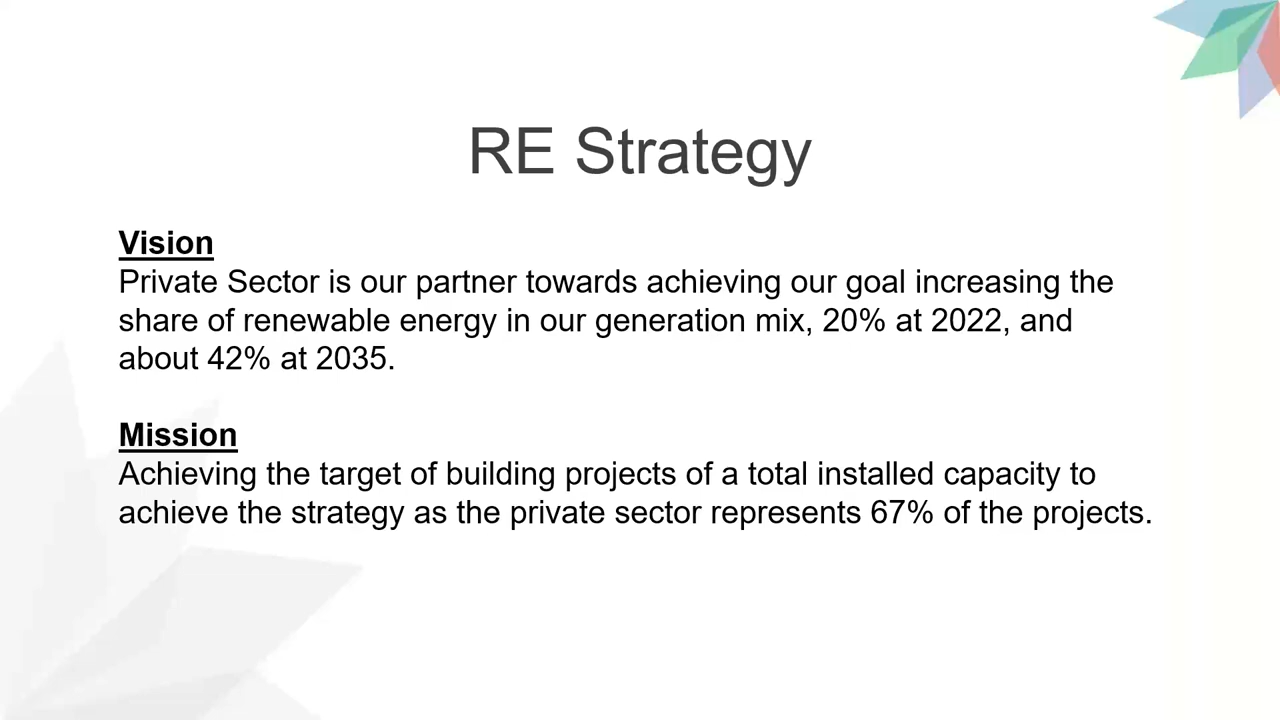 RE Strategy
Vision
Private Sector is our partner towards achieving our goal increasing the
share of renewable energy in our generation mix, 20% at 2022, and
about 42% at 2035.
Mission
Achieving the target of building projects of a total installed capacity to
achieve the strategy as the private sector represents 67% of the projects.